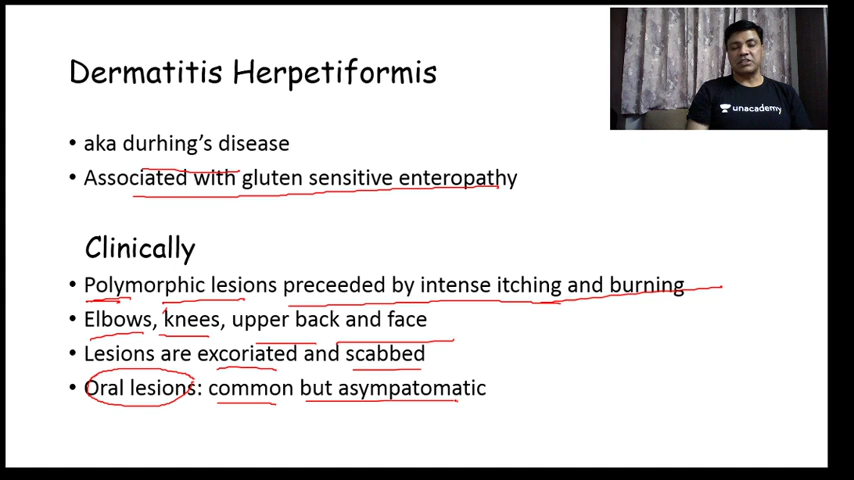 Dermatitis Herpetiformis
unacademy
• aka durhing's disease
• Associated with gluten sensitive enteropathy
Clinically
• Polymorphic lesions preceeded by intense itching and burning
• Elbows, knees, upper back and face
• Lesions are excoriated and scabbed
• Oral lesions: common but asympatomatic